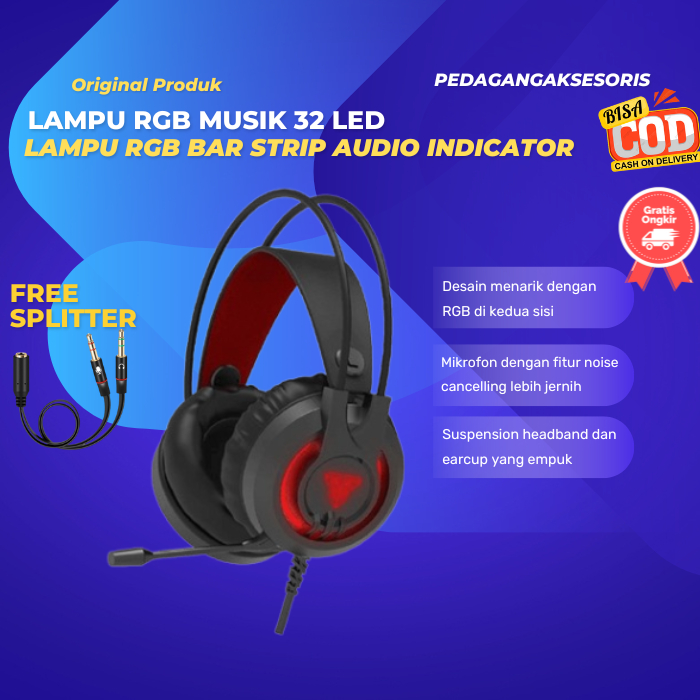 Original Produk
PEDAGANGAKSESORIS
LAMPU RGB MUSIK 32 LED
LAMPU RGB BAR STRIP AUDIO INDICATOR
BISA
COD
CASH ON DELIVERY
Gratis
Ongkir
FREE
SPLITTER
Desain menarik dengan
RGB di kedua sisi
Mikrofon dengan fitur noise
cancelling lebih jernih
Suspension headband dan
earcup yang empuk